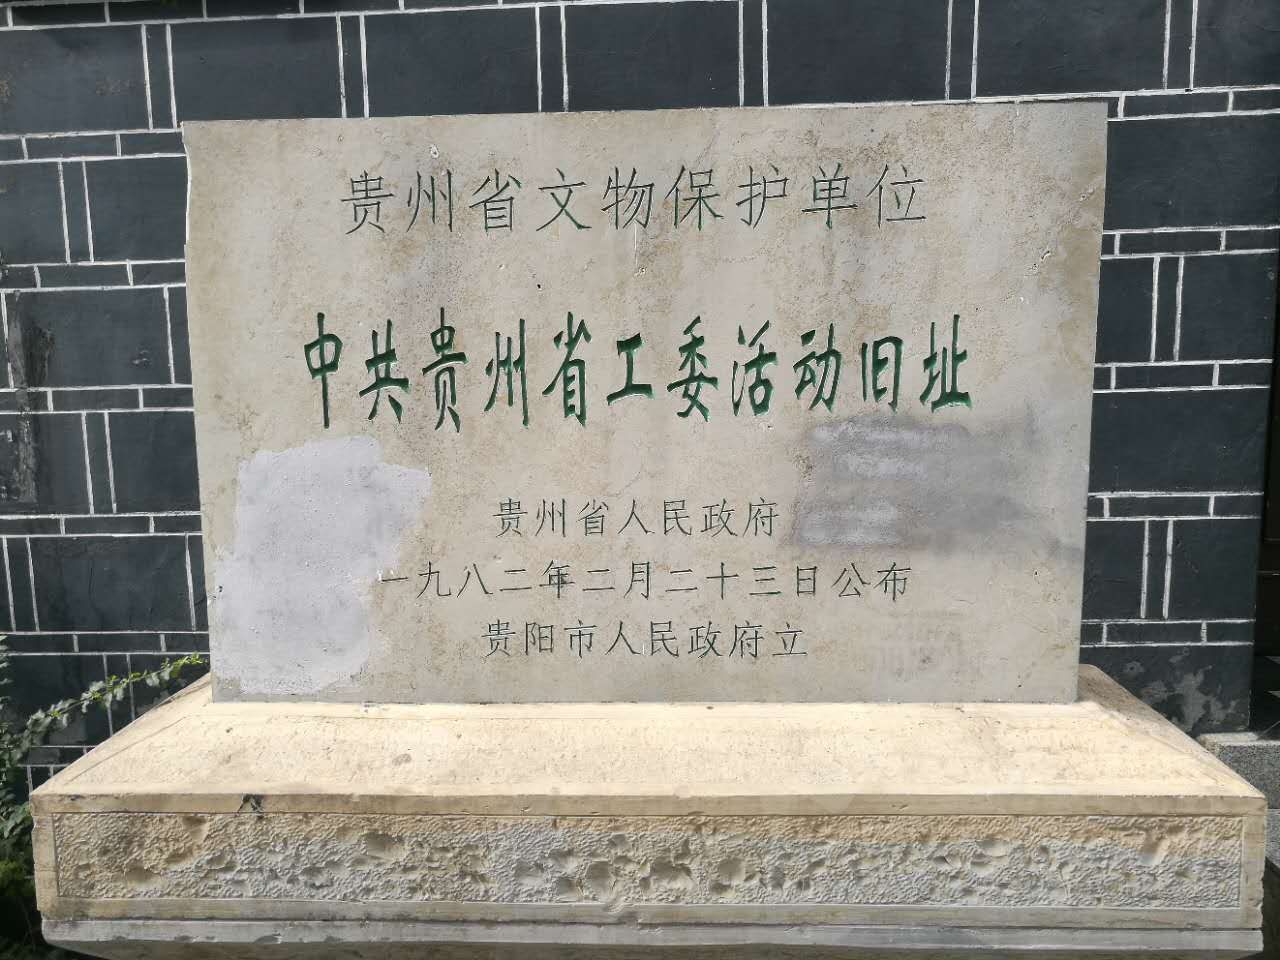 贵州省文物保护单位
中共贵州省工委活动旧址
贵州省人民政府
一九八二年二月二十三日公布
贵阳市人民政府立